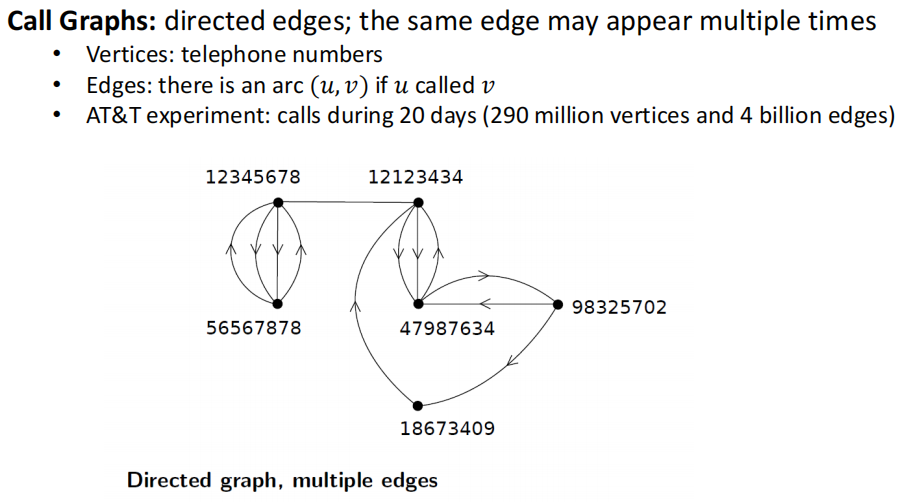 Call Graphs: directed edges; the same edge may appear multiple times
• Vertices: telephone numbers
• Edges: there is an arc (u, v) if u called v
• AT&T experiment: calls during 20 days (290 million vertices and 4 billion edges)
12345678 12123434
98325702
56567878 47987634
18673409
Directed graph, multiple edges